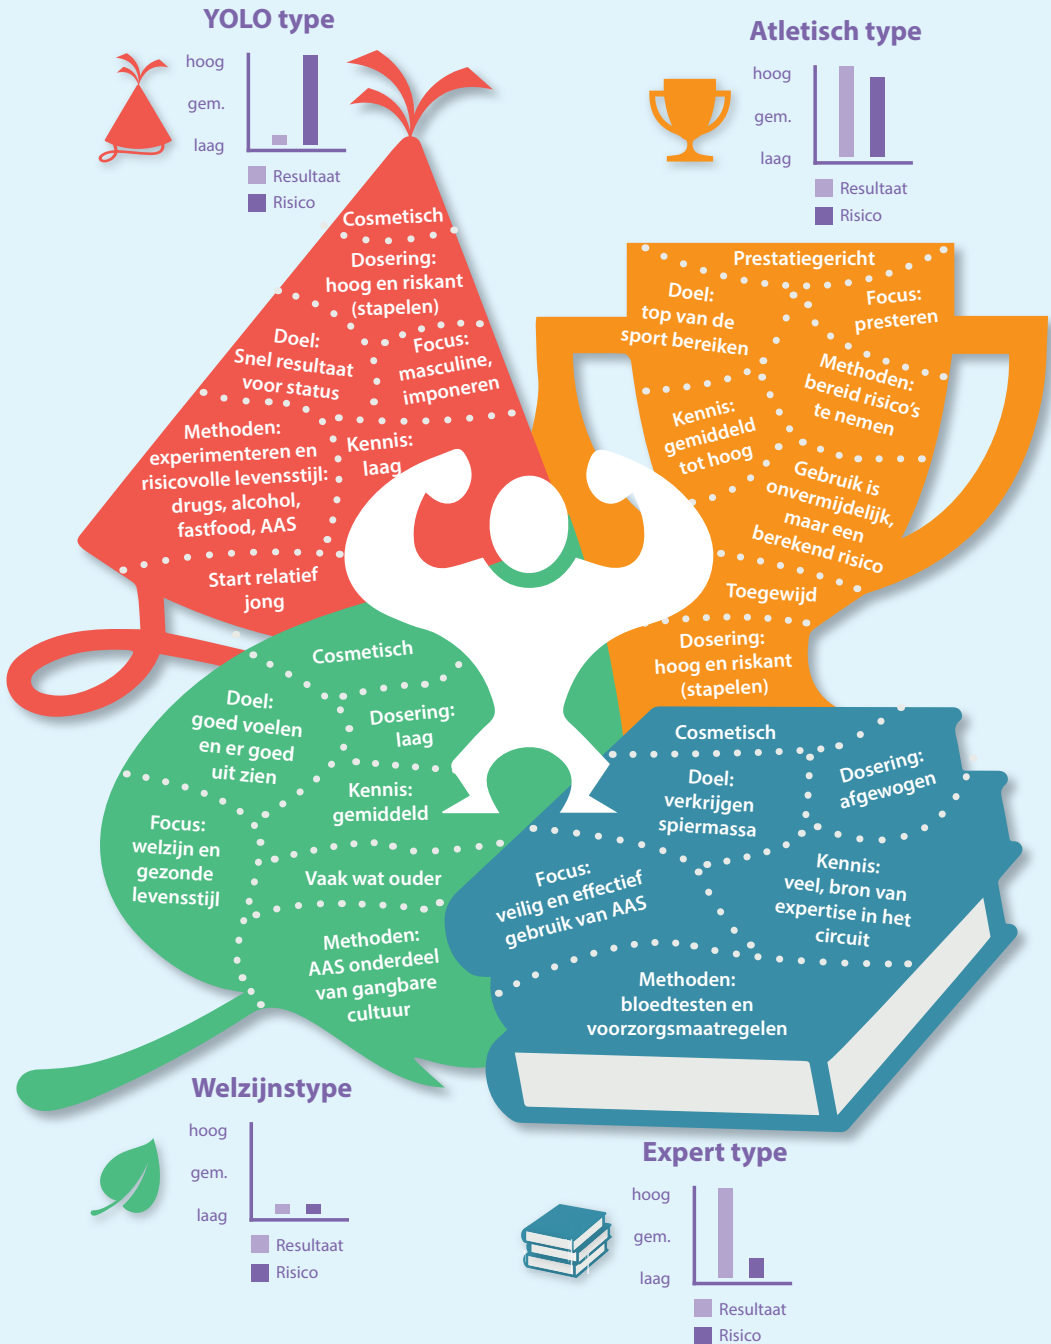 YOLO type
hoog
gem.
laag
Resultaat
Risico
Atletisch type
hoog
gem.
laag
Resultaat
Risico
Cosmetisch
Dosering:
hoog en riskant
(stapelen)
Doel:
Snel resultaat
voor status
Focus:
masculine,
imponeren
Methoden:
experimenteren en
risicovolle levensstijl:
drugs, alcohol,
fastfood, AAS
Kennis:
laag
Start relatief
jong
Prestatiegericht
Doel:
top van de
sport bereiken
Focus:
presteren
Methoden:
bereid risico's
te nemen
Kennis:
gemiddeld
tot hoog
Gebruik is
onvermijdelijk,
maar een
berekend risico
Toegewijd
Dosering:
hoog en riskant
(stapelen)
Cosmetisch
Doel:
goed voelen
en er goed
uit zien
Dosering:
laag
Kennis:
gemiddeld
Focus:
welzijn en
gezonde
levensstijl
Vaak wat ouder
Methoden:
AAS onderdeel
van gangbare
cultuur
Cosmetisch
Doel:
verkrijgen
spiermassa
Dosering:
afgewogen
Focus:
veilig en effectief
gebruik van AAS
Kennis:
veel, bron van
expertise in het
circuit
Methoden:
bloedtesten en
voorzorgsmaatregelen
Welzijnstype
hoog
gem.
laag
Resultaat
Risico
Expert type
hoog
gem.
laag
Resultaat
Risico